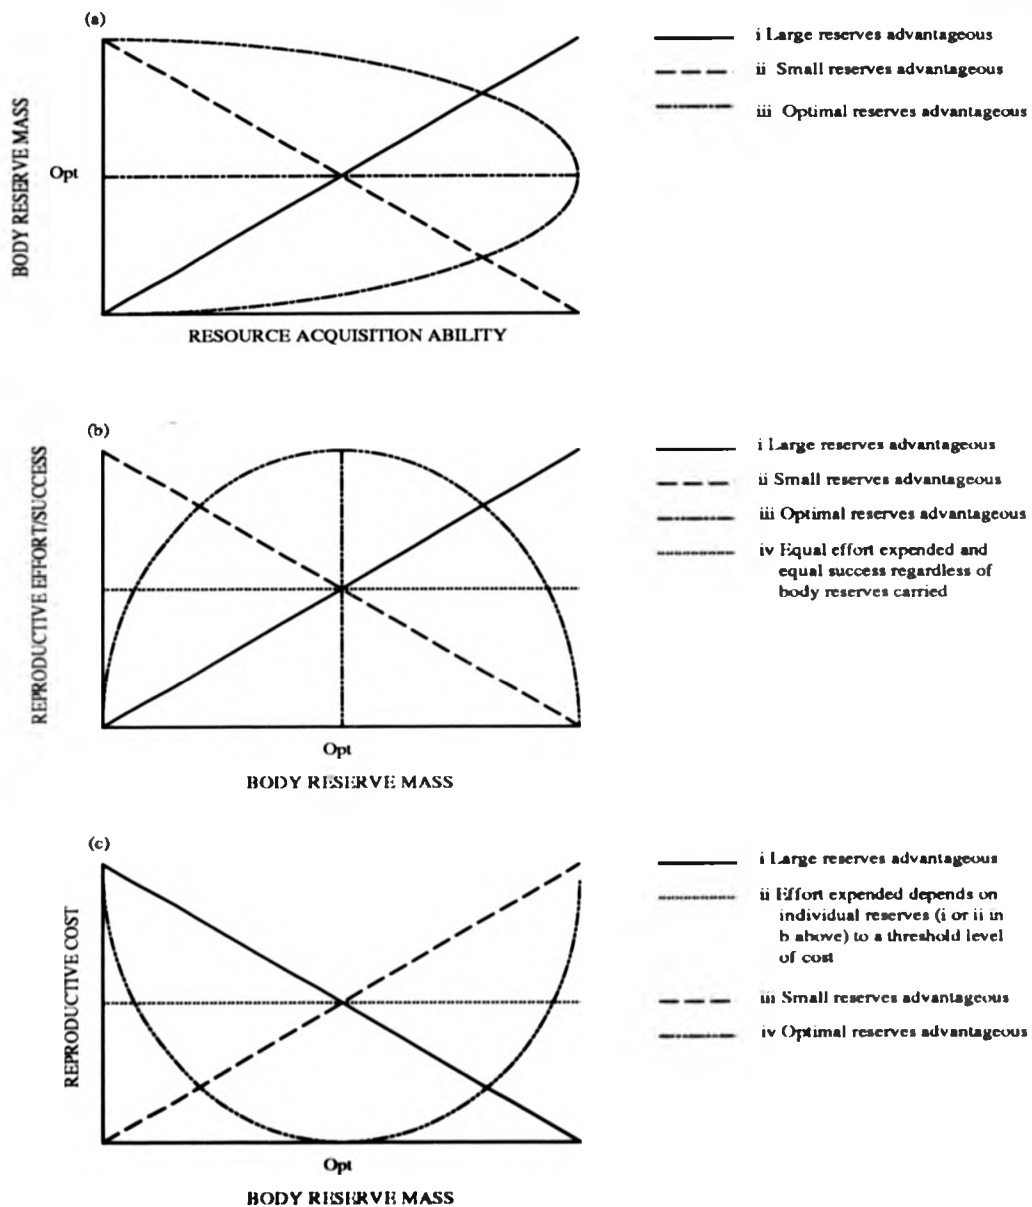 (a)
BODY RESERVE MASS
Opt
RESOURCE ACQUISITION ABILITY
i Large reserves advantageous
ii Small reserves advantageous
iii Optimal reserves advantageous
(b)
REPRODUCTIVE EFFORT/SUCCESS
Opt
BODY RESERVE MASS
i Large reserves advantageous
ii Small reserves advantageous
iii Optimal reserves advantageous
iv Equal effort expended and
equal success regardless of
body reserves carried
(c)
REPRODUCTIVE COST
Opt
BODY RESERVE MASS
i Large reserves advantageous
ii Effort expended depends on
individual reserves (i or ii in
b above) to a threshold level
of cost
iii Small reserves advantageous
iv Optimal reserves advantageous